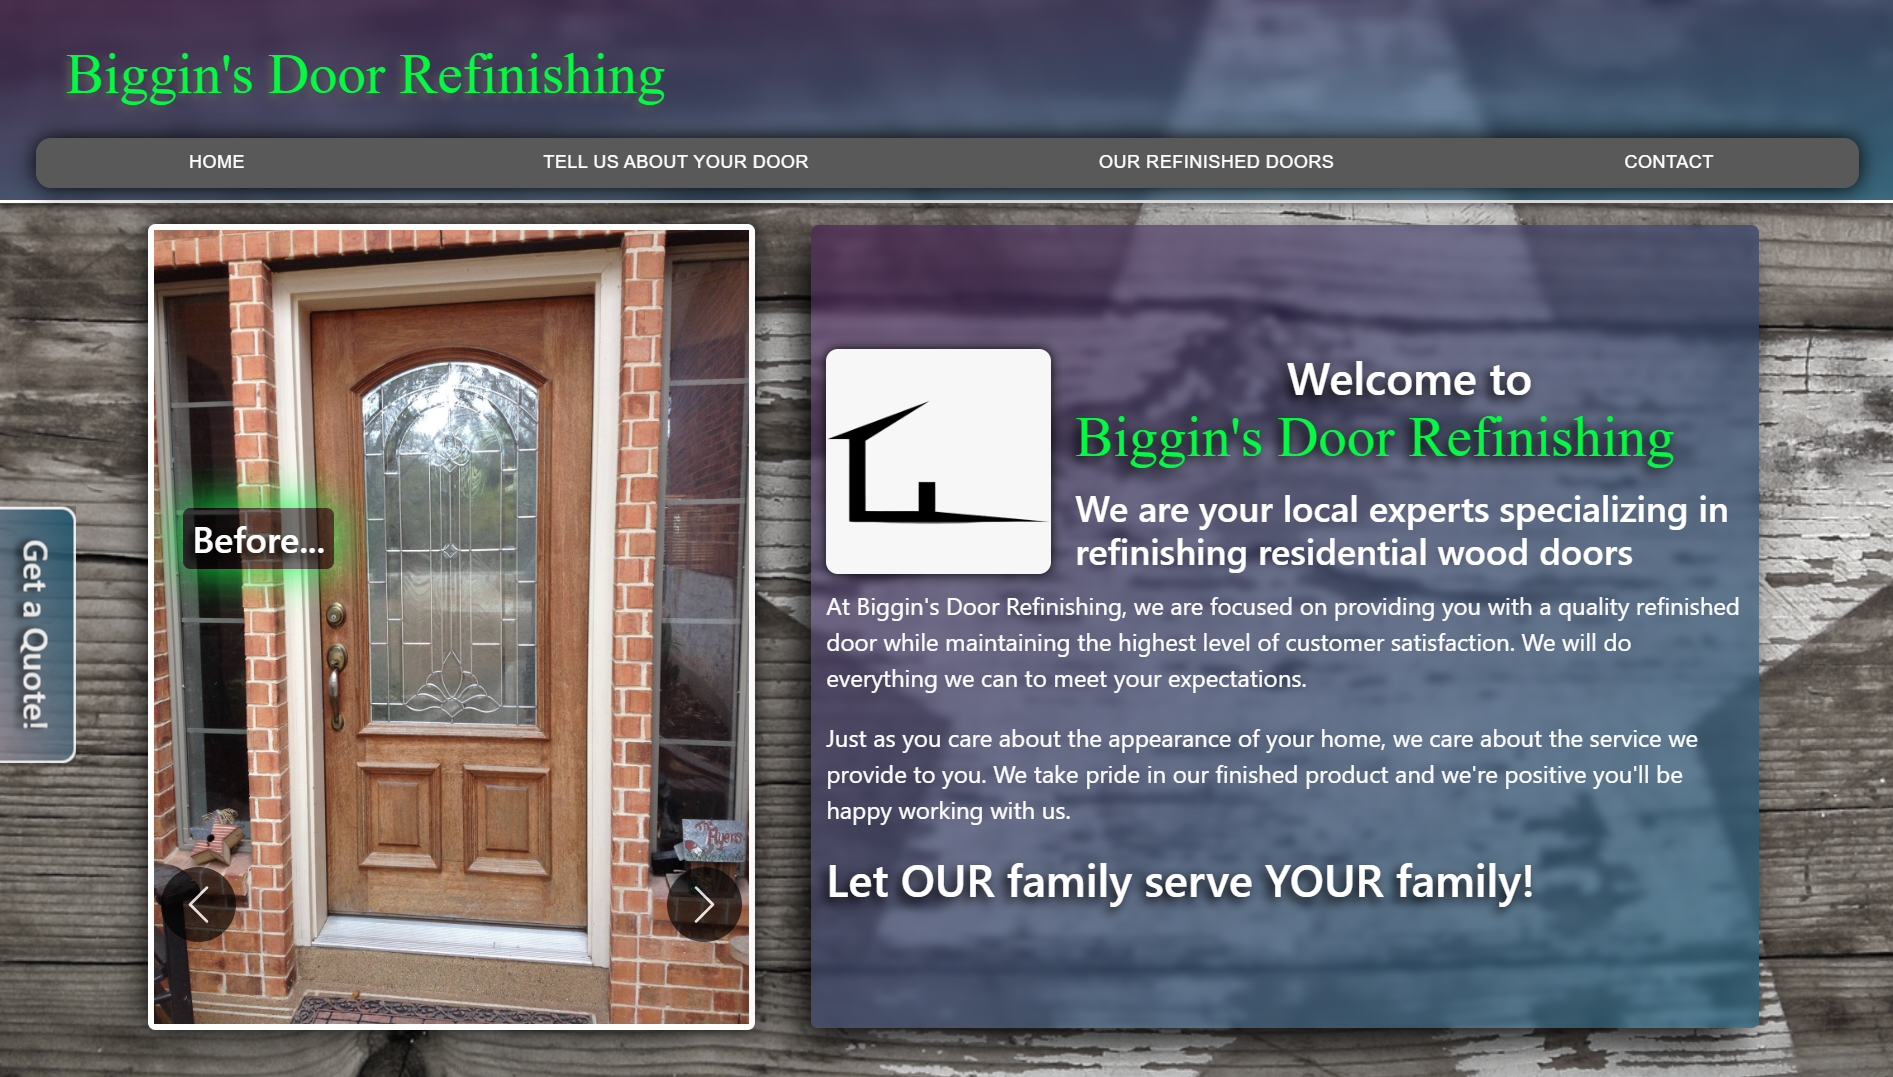 Biggin's Door Refinishing
HOME
TELL US ABOUT YOUR DOOR
OUR REFINISHED DOORS
CONTACT
Get a Quote!
Before...
Welcome to
Biggin's Door Refinishing
We are your local experts specializing in
refinishing residential wood doors
At Biggin's Door Refinishing, we are focused on providing you with a quality refinished
door while maintaining the highest level of customer satisfaction. We will do
everything we can to meet your expectations.
Just as you care about the appearance of your home, we care about the service we
provide to you. We take pride in our finished product and we're positive you'll be
happy working with us.
Let OUR family serve YOUR family!